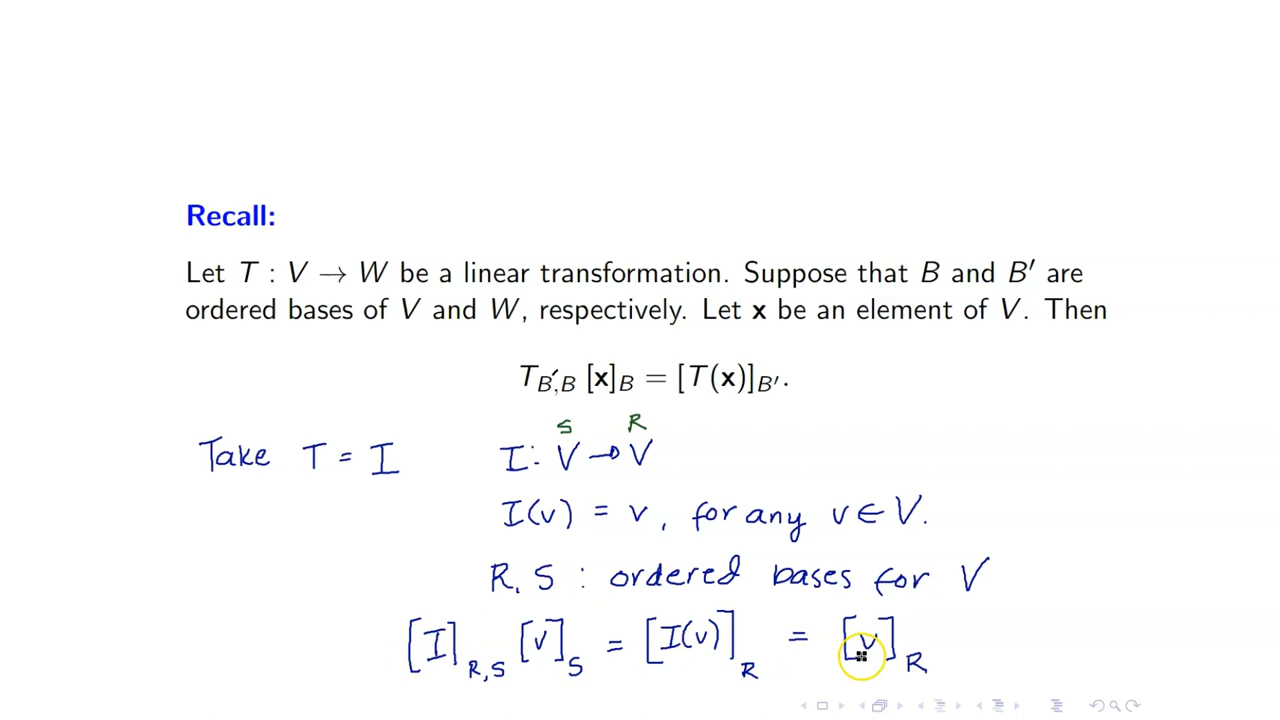 Recall:
Let T : V → W be a linear transformation. Suppose that B and B′ are
ordered bases of V and W, respectively. Let x be an element of V. Then
T_{B′,B} [x]_B = [T(x)]_{B′}.
S R
Take T = I I: V → V
I(v) = v, for any v ∈ V.
R, S : ordered bases for V
[I]_{R,S} [v]_S = [I(v)]_R = [v]_R